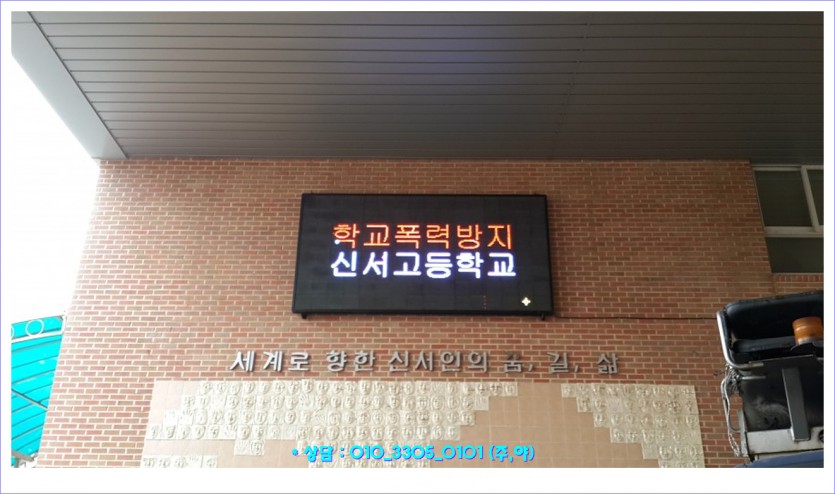 학교폭력방지
신서고등학교
세계로 향한 신서인의 꿈, 길, 삶
• 상담 : 010_3305_0101 (주,야)